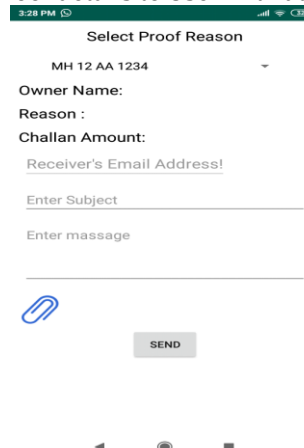 3:28 PM
Select Proof Reason
MH 12 AA 1234
Owner Name:
Reason :
Challan Amount:
Receiver's Email Address!
Enter Subject
Enter massage
SEND